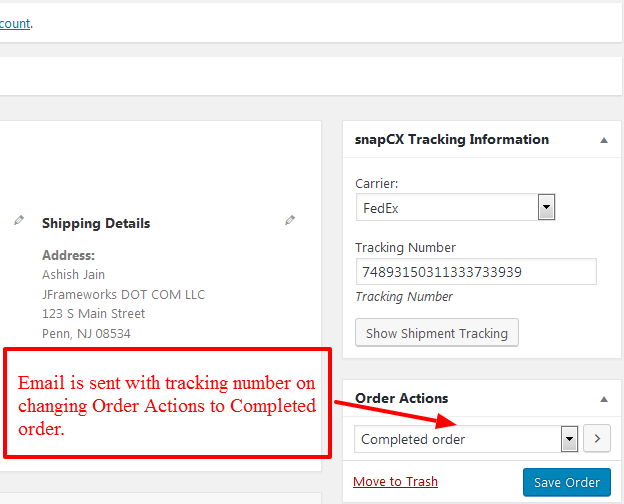 count.
Shipping Details
Address:
Ashish Jain
JFrameworks DOT COM LLC
123 S Main Street
Penn, NJ 08534
Email is sent with tracking number on
changing Order Actions to Completed
order.
snapCX Tracking Information
Carrier:
FedEx
Tracking Number
74893150311333733939
Tracking Number
Show Shipment Tracking
Order Actions
Completed order
Move to Trash
Save Order